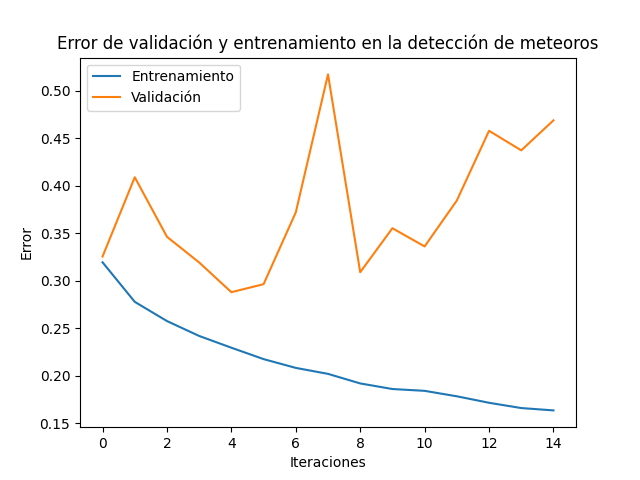 Error de validación y entrenamiento en la detección de meteoros
Entrenamiento
Validación
0.50
0.45
0.40
0.35
0.30
0.25
0.20
0.15
Error
0 2 4 6 8 10 12 14
Iteraciones